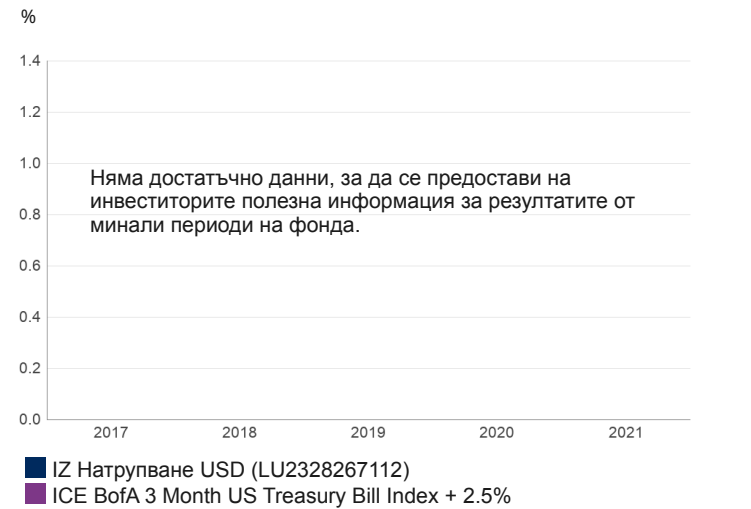 %
1.4
1.2
1.0
Няма достатъчно данни, за да се предостави на
инвеститорите полезна информация за резултатите от
0.8
минали периоди на фонда.
0.6
0.4
0.2
0.0
2017 2018 2019 2020 2021
IZ Натрупване USD (LU2328267112)
ICE BofA 3 Month US Treasury Bill Index + 2.5%